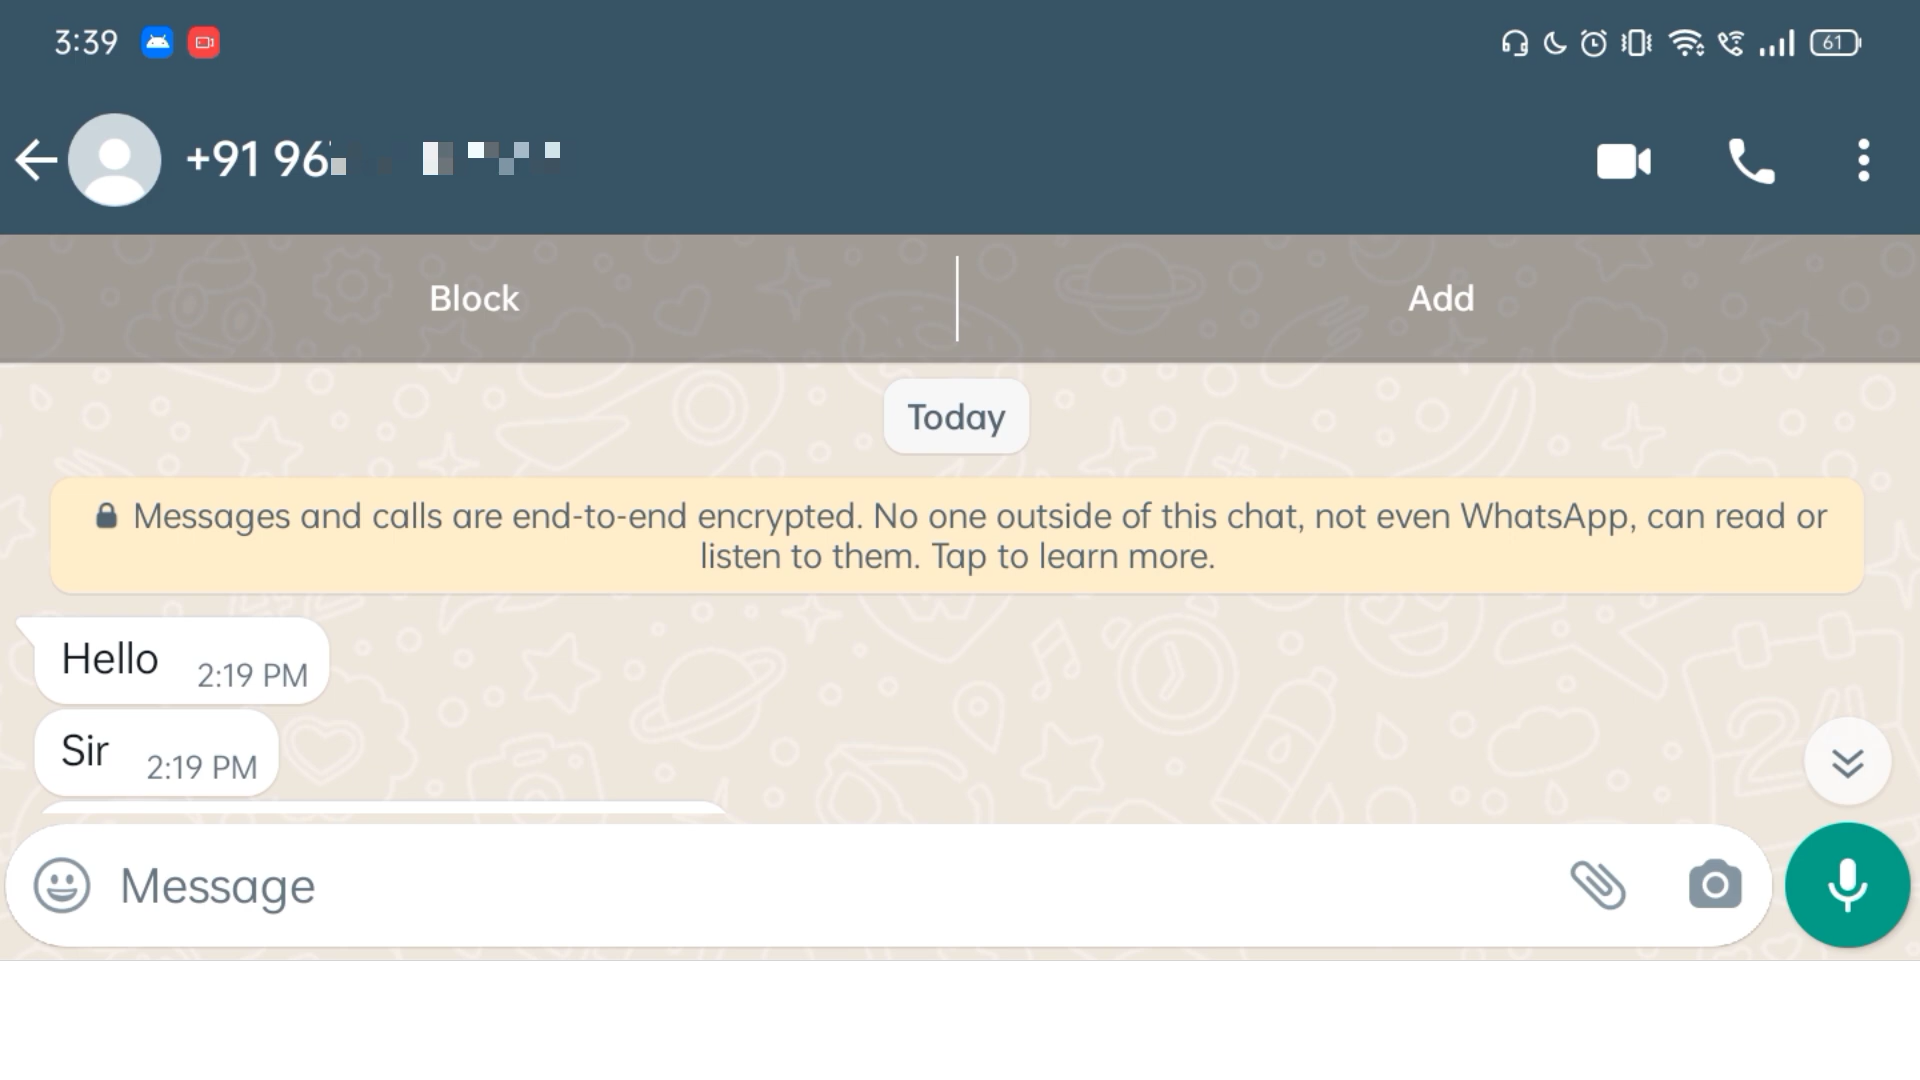 3:39
61
+91 96
Block
Add
Today
Messages and calls are end-to-end encrypted. No one outside of this chat, not even WhatsApp, can read or
listen to them. Tap to learn more.
Hello 2:19 PM
Sir 2:19 PM
Message